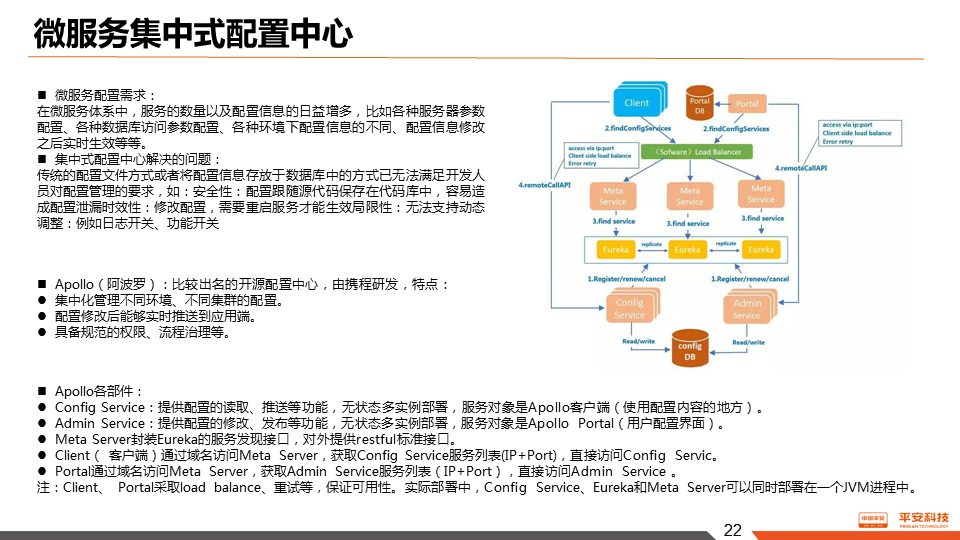 微服务集中式配置中心
■ 微服务配置需求：
在微服务体系中，服务的数量以及配置信息的日益增多，比如各种服务器参数
配置、各种数据库访问参数配置、各种环境下配置信息的不同、配置信息修改
之后实时生效等等。
■ 集中式配置中心解决的问题：
传统的配置文件方式或者将配置信息存放于数据库中的方式已无法满足开发人
员对配置管理的要求，如：安全性：配置跟随源代码保存在代码库中，容易造
成配置泄漏时效性：修改配置，需要重启服务才能生效局限性：无法支持动态
调整：例如日志开关、功能开关
■ Apollo（阿波罗）：比较出名的开源配置中心，由携程研发，特点：
● 集中化管理不同环境、不同集群的配置。
● 配置修改后能够实时推送到应用端。
● 具备规范的权限、流程治理等。
Client
Portal
DB
Portal
2.findConfigServices
2.findConfigServices
access via ip:port
Client side load balance
Error retry
(Sofware) Load Balancer
access via ip:port
Client side load balance
Error retry
4.remoteCallAPI
4.remoteCallAPI
Meta
Service
Meta
Service
Meta
Service
3.find service
3.find service
3.find service
Eureka
replicate
Eureka
replicate
Eureka
1.Register/renew/cancel
1.Register/renew/cancel
Config
Service
Admin
Service
Read/write
Read/write
config
DB
■ Apollo各部件：
● Config Service：提供配置的读取、推送等功能，无状态多实例部署，服务对象是Apollo客户端（使用配置内容的地方）。
● Admin Service：提供配置的修改、发布等功能，无状态多实例部署，服务对象是Apollo Portal（用户配置界面）。
● Meta Server封装Eureka的服务发现接口，对外提供restful标准接口。
● Client（ 客户端）通过域名访问Meta Server，获取Config Service服务列表(IP+Port)，直接访问Config Servic。
● Portal通过域名访问Meta Server，获取Admin Service服务列表（IP+Port），直接访问Admin Service 。
注：Client、 Portal采取load balance、重试等，保证可用性。实际部署中，Config Service、Eureka和Meta Server可以同时部署在一个JVM进程中。
中国平安
平安科技
PINGAN TECHNOLOGY
22